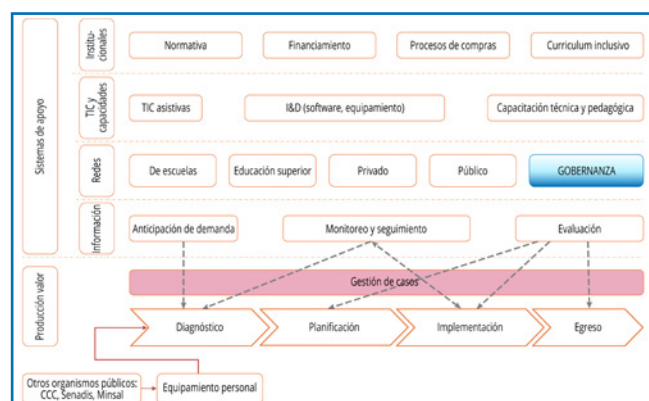 Sistemas de apoyo
Institu-
cionales
Normativa
Financiamiento
Procesos de compras
Curriculum inclusivo
TIC y
capacidades
TIC asistivas
I&D (software, equipamiento)
Capacitación técnica y pedagógica
Redes
De escuelas
Educación superior
Privado
Público
GOBERNANZA
Información
Anticipación de demanda
Monitoreo y seguimiento
Evaluación
Producción valor
Gestión de casos
Diagnóstico
Planificación
Implementación
Egreso
Otros organismos públicos:
CCC, Senadis, Minsal
Equipamiento personal